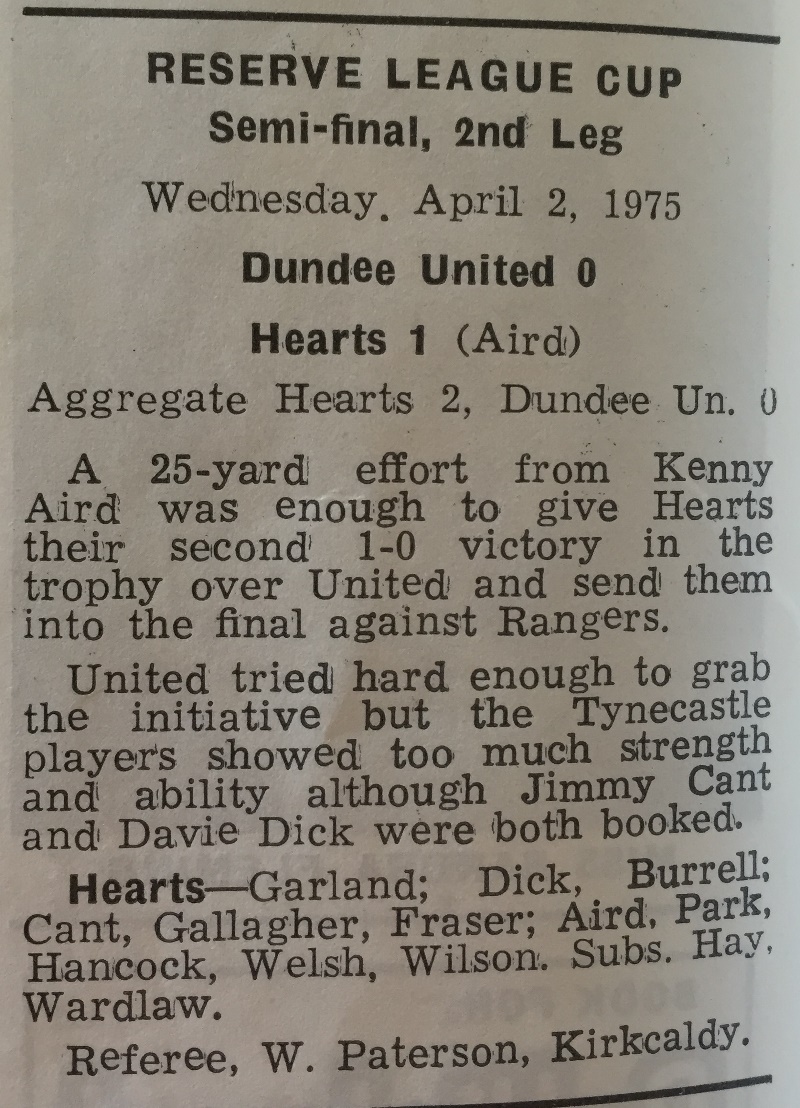 RESERVE LEAGUE CUP
Semi-final, 2nd Leg
Wednesday. April 2, 1975
Dundee United 0
Hearts 1 (Aird)
Aggregate Hearts 2, Dundee Un. 0
A 25-yard effort from Kenny
Aird was enough to give Hearts
their second 1-0 victory in the
trophy over United and send them
into the final against Rangers.
United tried hard enough to grab
the initiative but the Tynecastle
players showed too much strength
and ability although Jimmy Cant
and Davie Dick were both booked.
Hearts—Garland; Dick, Burrell;
Cant, Gallagher, Fraser; Aird, Park,
Hancock, Welsh, Wilson. Subs. Hay,
Wardlaw.
Referee, W. Paterson, Kirkcaldy.